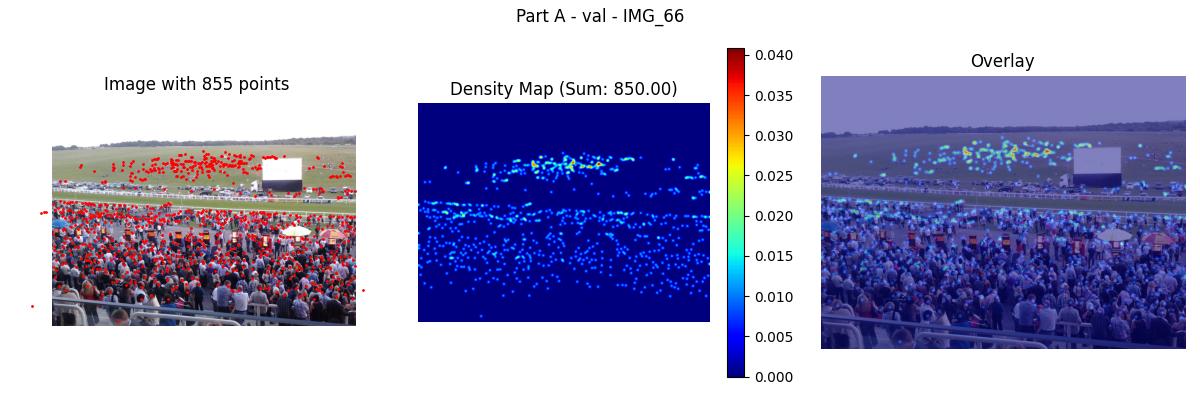 Part A - val - IMG_66
Image with 855 points
Density Map (Sum: 850.00)
Overlay
0.040
0.035
0.030
0.025
0.020
0.015
0.010
0.005
0.000